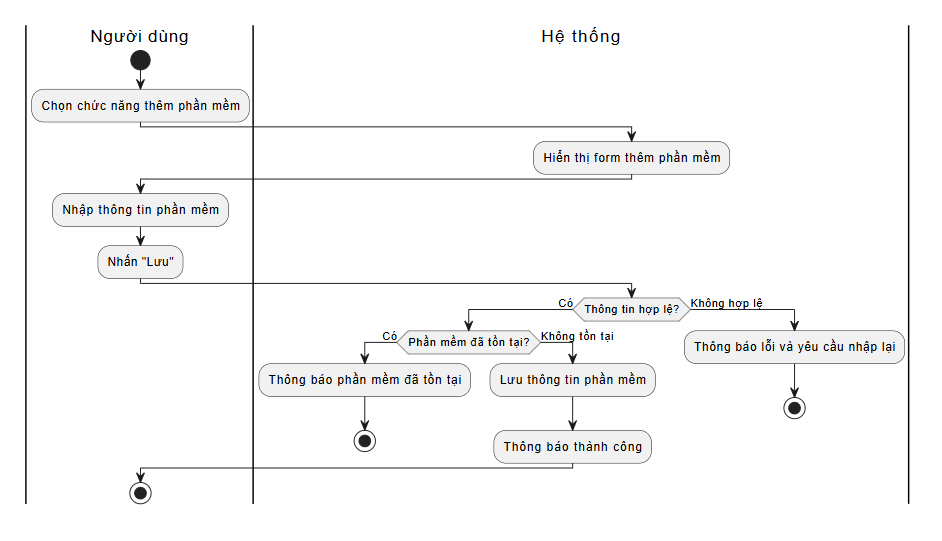 Người dùng
Hệ thống
Chọn chức năng thêm phần mềm
Hiển thị form thêm phần mềm
Nhập thông tin phần mềm
Nhấn "Lưu"
Có
Thông tin hợp lệ?
Không hợp lệ
Có
Phần mềm đã tồn tại?
Không tồn tại
Thông báo lỗi và yêu cầu nhập lại
Thông báo phần mềm đã tồn tại
Lưu thông tin phần mềm
Thông báo thành công